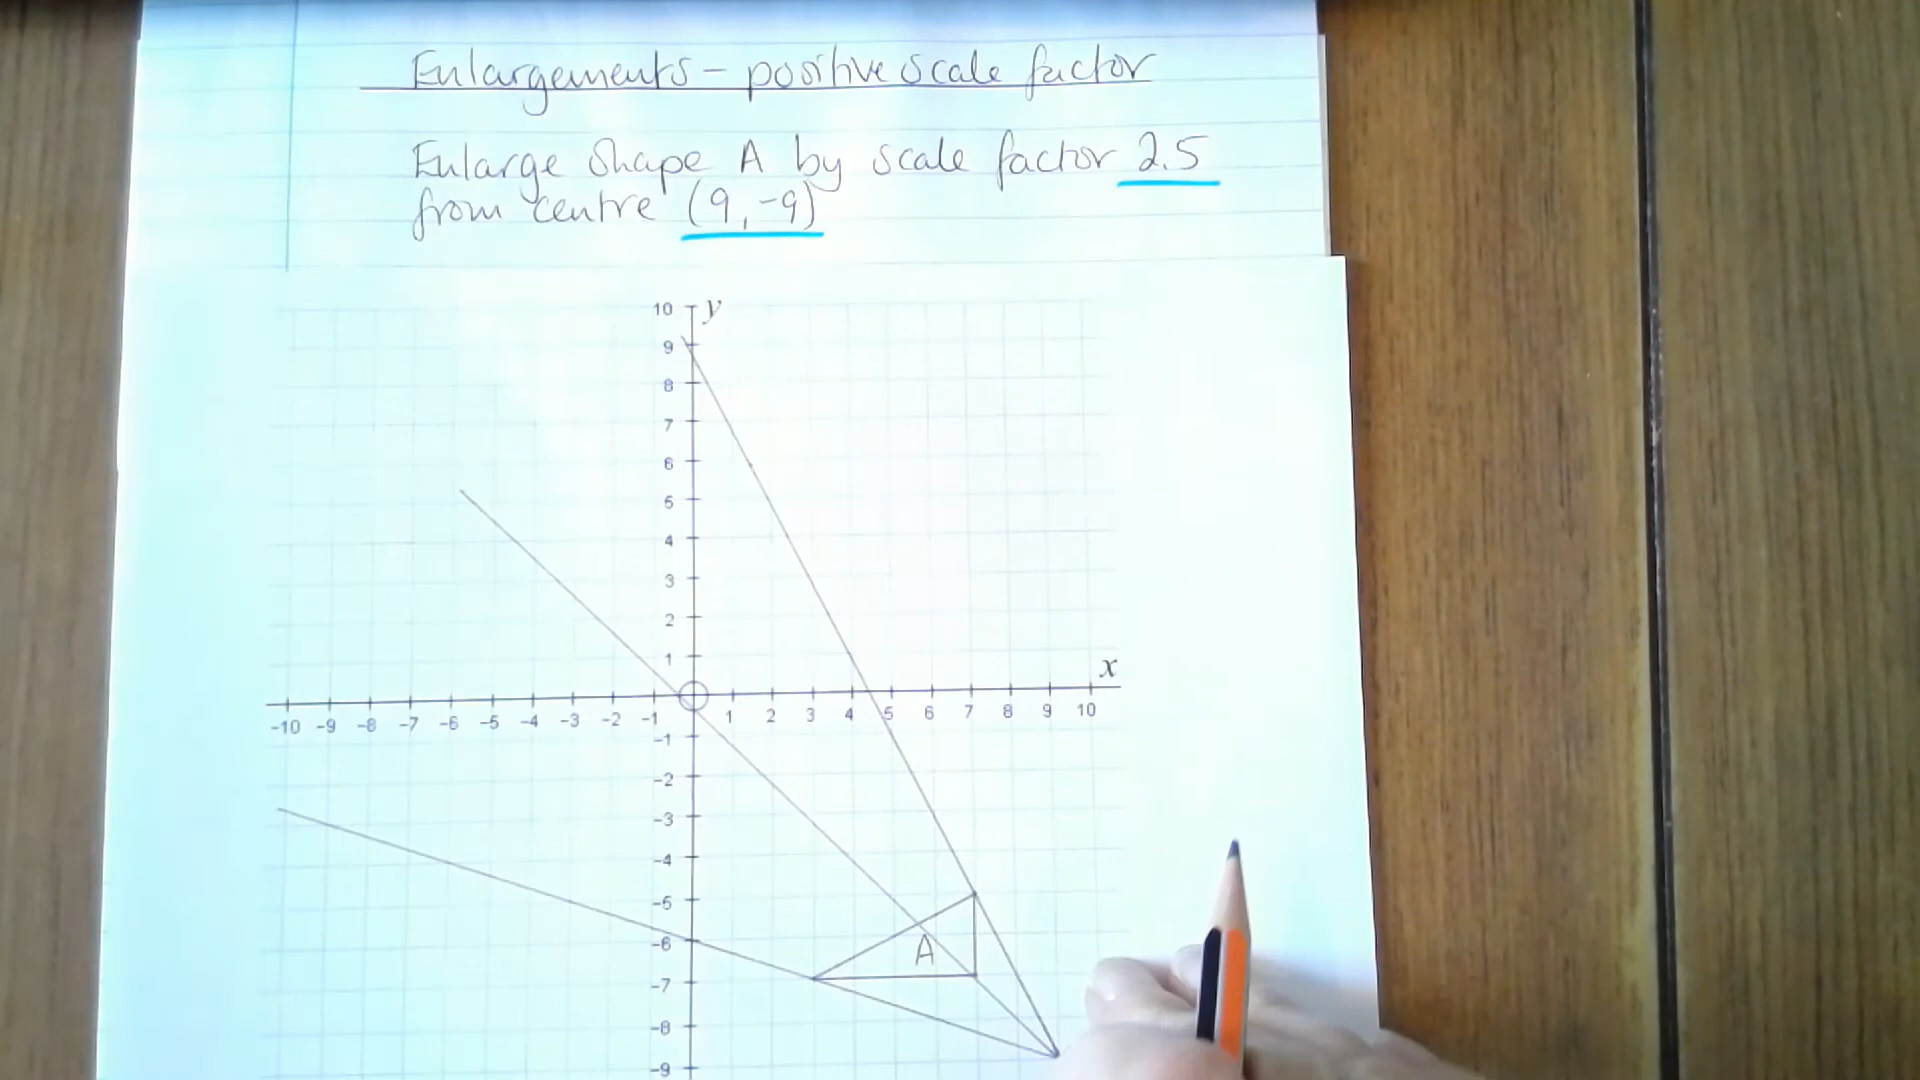 Enlargements – positive scale factor
Enlarge Shape A by scale factor 2.5
from centre (9,-9)
10 y
9
8
7
6
5
4
3
2
1
x
-10 -9 -8 -7 -6 -5 -4 -3 -2 -1 1 2 3 4 5 6 7 8 9 10
-1
-2
-3
-4
-5
-6
A
-7
-8
-9